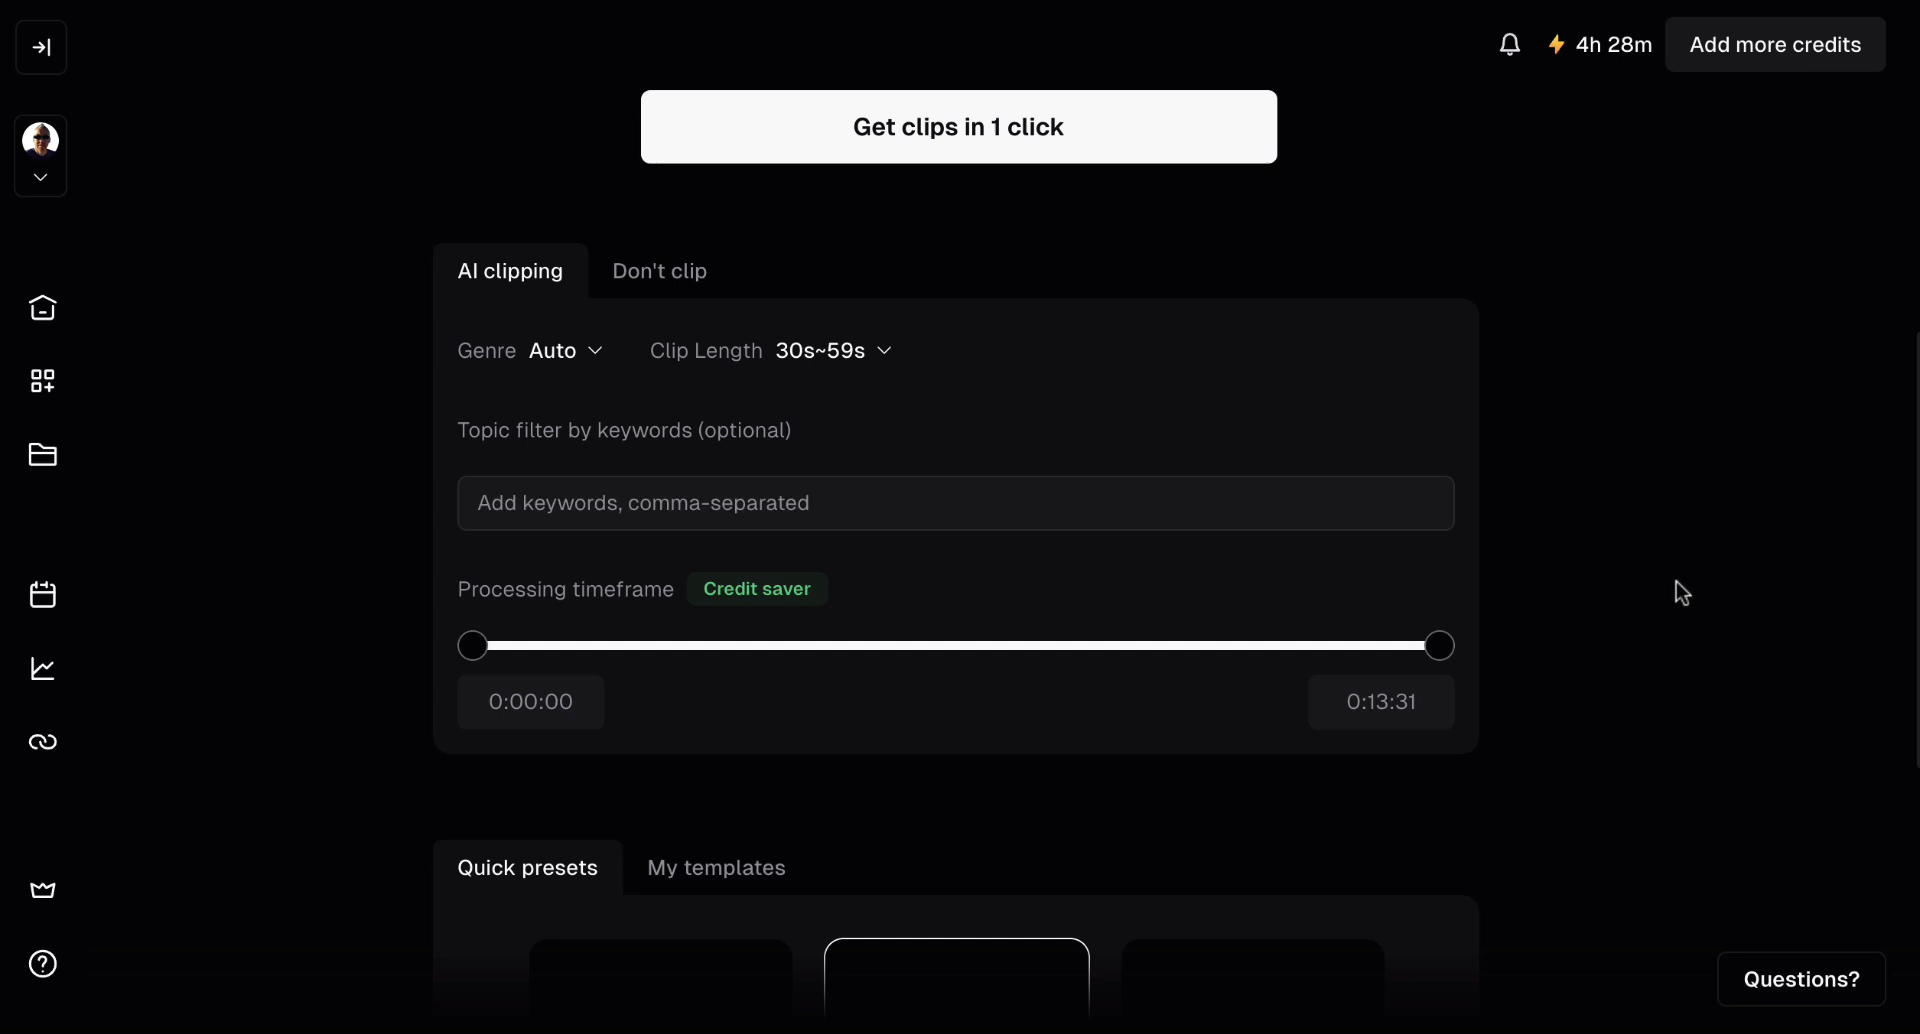 4h 28m
Add more credits
Get clips in 1 click
AI clipping
Don't clip
Genre Auto
Clip Length 30s~59s
Topic filter by keywords (optional)
Add keywords, comma-separated
Processing timeframe
Credit saver
0:00:00
0:13:31
Quick presets
My templates
Questions?